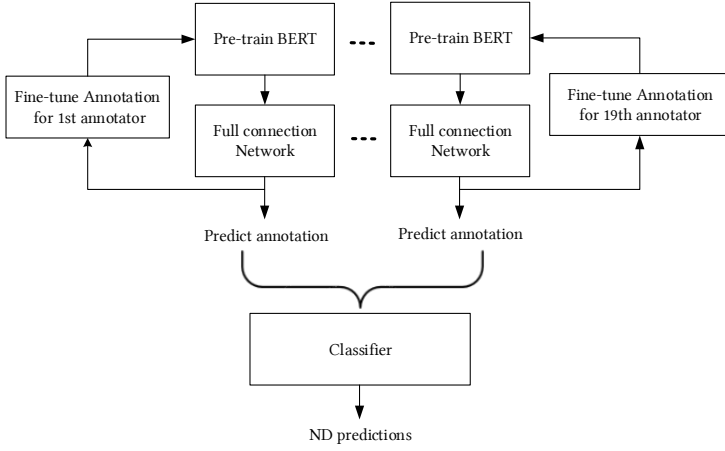 Pre-train BERT
Pre-train BERT
Fine-tune Annotation
for 1st annotator
Fine-tune Annotation
for 19th annotator
Full connection
Network
Full connection
Network
Predict annotation
Predict annotation
Classifier
ND predictions